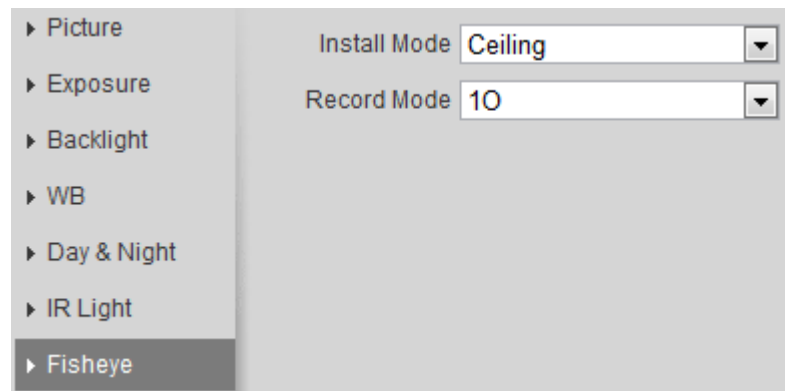 Picture
Exposure
Backlight
WB
Day & Night
IR Light
Fisheye
Install Mode Ceiling
Record Mode 1O